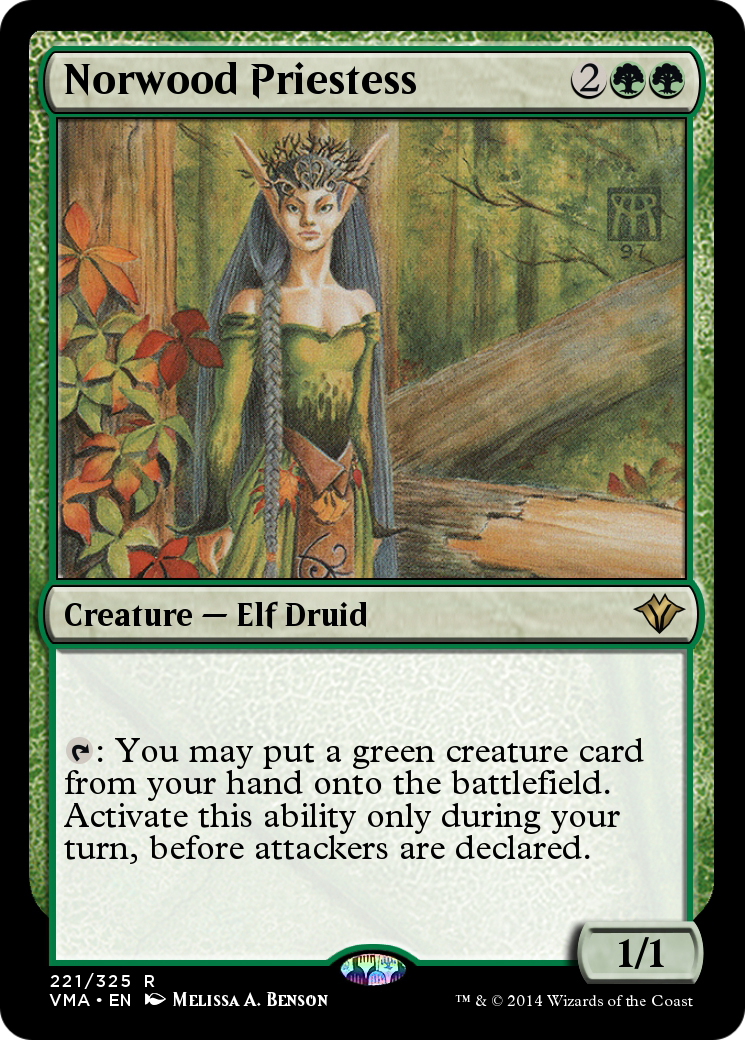 Norwood Priestess 2
97
Creature — Elf Druid
: You may put a green creature card
from your hand onto the battlefield.
Activate this ability only during your
turn, before attackers are declared.
1/1
221/325 R
VMA • EN Melissa A. Benson
™ & © 2014 Wizards of the Coast